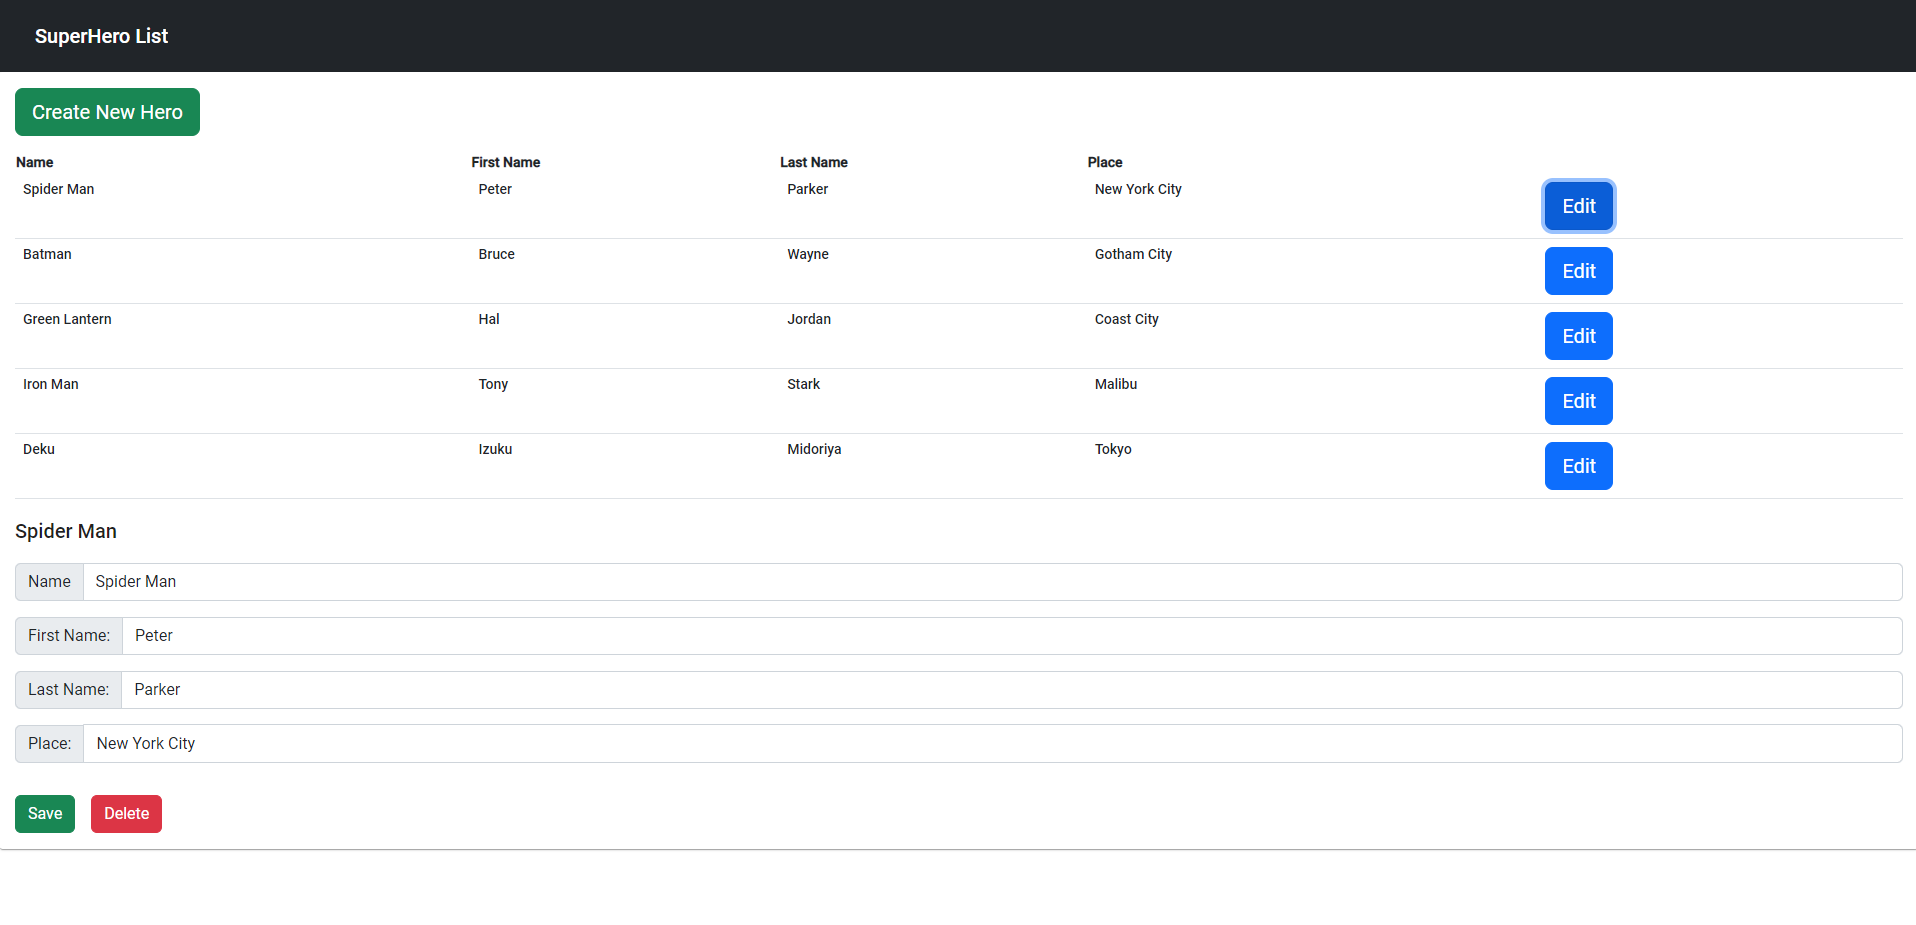 SuperHero List
Create New Hero
Name First Name Last Name Place
Spider Man Peter Parker New York City Edit
Batman Bruce Wayne Gotham City Edit
Green Lantern Hal Jordan Coast City Edit
Iron Man Tony Stark Malibu Edit
Deku Izuku Midoriya Tokyo Edit
Spider Man
Name Spider Man
First Name: Peter
Last Name: Parker
Place: New York City
Save Delete